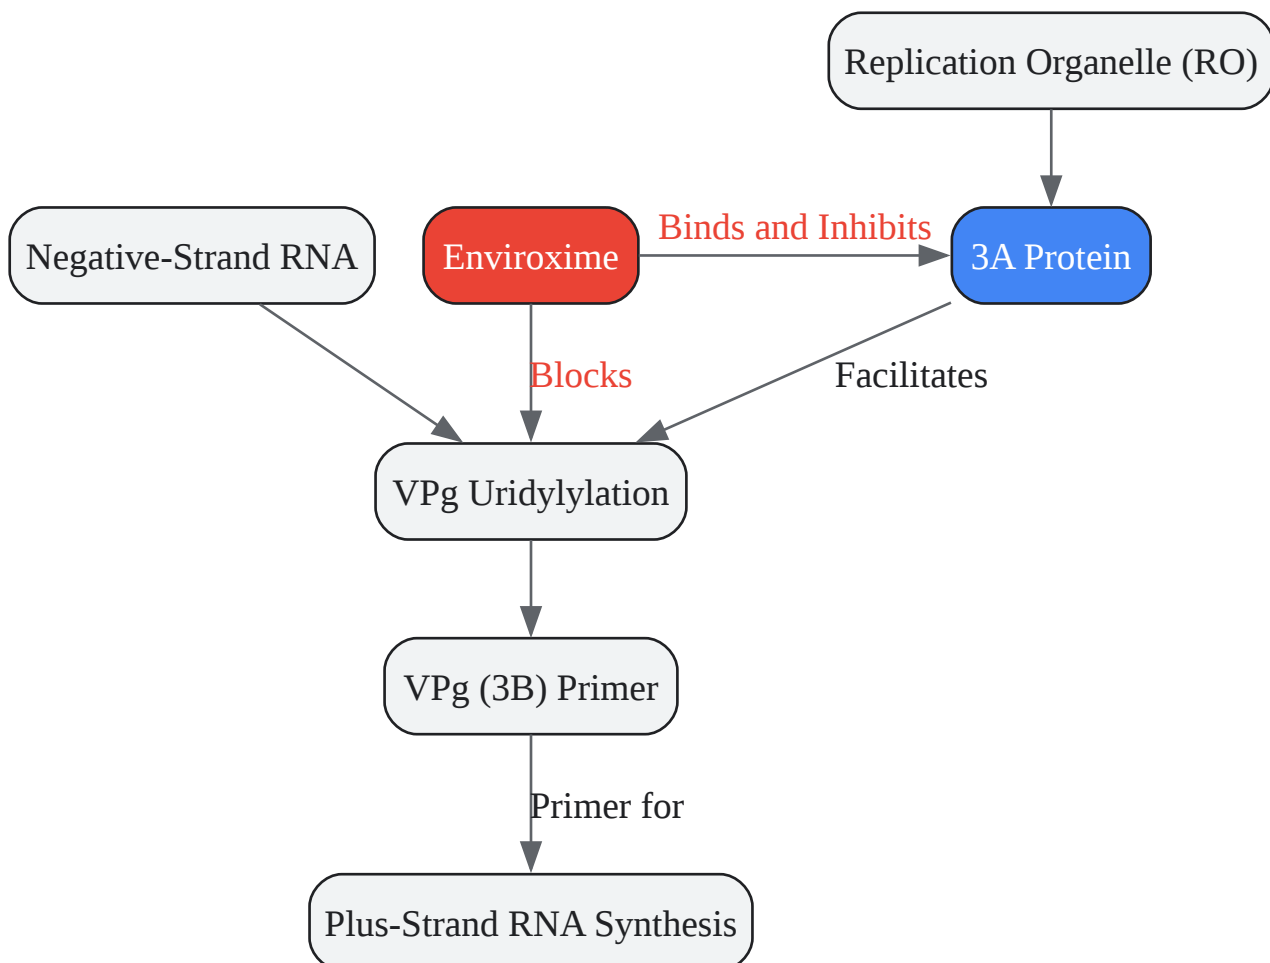 Replication Organelle (RO)
Negative-Strand RNA
Enviroxime
Binds and Inhibits
3A Protein
Blocks
Facilitates
VPg Uridylylation
VPg (3B) Primer
Primer for
Plus-Strand RNA Synthesis